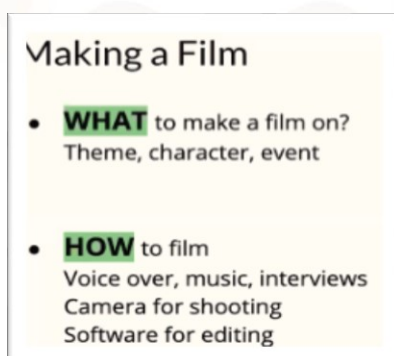 Making a Film
• WHAT to make a film on?
Theme, character, event
• HOW to film
Voice over, music, interviews
Camera for shooting
Software for editing